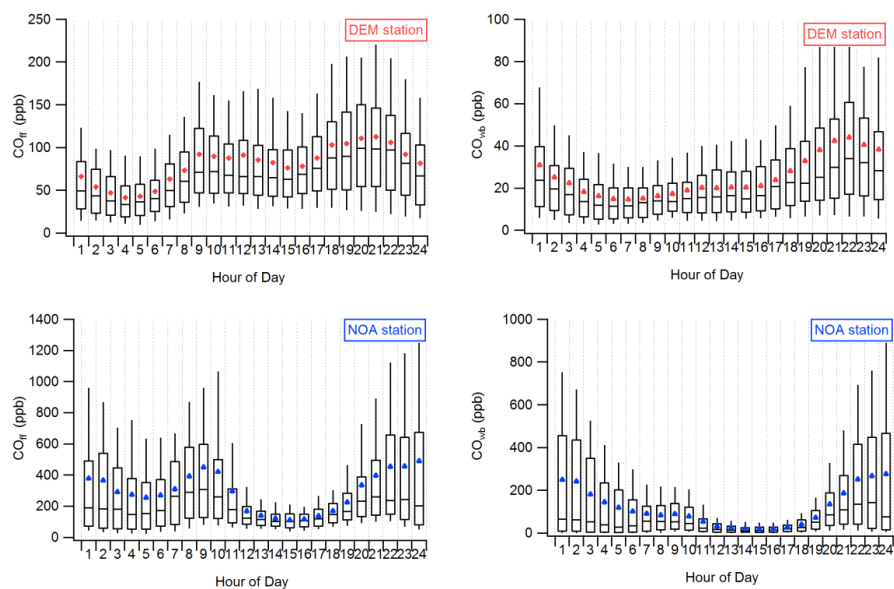 DEM station
CO_ff (ppb)
250
200
150
100
50
0
1 2 3 4 5 6 7 8 9 10 11 12 13 14 15 16 17 18 19 20 21 22 23 24
Hour of Day
DEM station
CO_wb (ppb)
100
80
60
40
20
0
1 2 3 4 5 6 7 8 9 10 11 12 13 14 15 16 17 18 19 20 21 22 23 24
Hour of Day
NOA station
CO_ff (ppb)
1400
1200
1000
800
600
400
200
0
1 2 3 4 5 6 7 8 9 10 11 12 13 14 15 16 17 18 19 20 21 22 23 24
Hour of Day
NOA station
CO_wb (ppb)
1000
800
600
400
200
0
1 2 3 4 5 6 7 8 9 10 11 12 13 14 15 16 17 18 19 20 21 22 23 24
Hour of Day